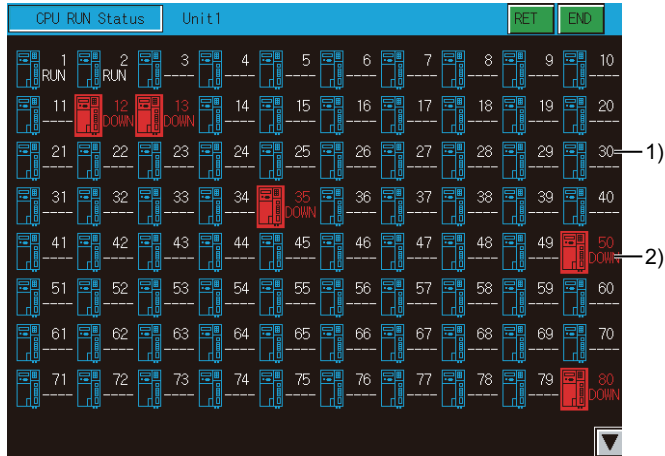 CPU RUN Status Unit1 RET END
1 2 3 4 5 6 7 8 9 10
RUN RUN --- --- --- --- --- --- --- ---
11 12 13 14 15 16 17 18 19 20
--- DOWN DOWN --- --- --- --- --- --- ---
21 22 23 24 25 26 27 28 29 30 1)
--- --- --- --- --- --- --- --- --- ---
31 32 33 34 35 36 37 38 39 40
--- --- --- --- DOWN --- --- --- --- ---
41 42 43 44 45 46 47 48 49 50
--- --- --- --- --- --- --- --- --- DOWN 2)
51 52 53 54 55 56 57 58 59 60
--- --- --- --- --- --- --- --- --- ---
61 62 63 64 65 66 67 68 69 70
--- --- --- --- --- --- --- --- --- ---
71 72 73 74 75 76 77 78 79 80
--- --- --- --- --- --- --- --- --- DOWN